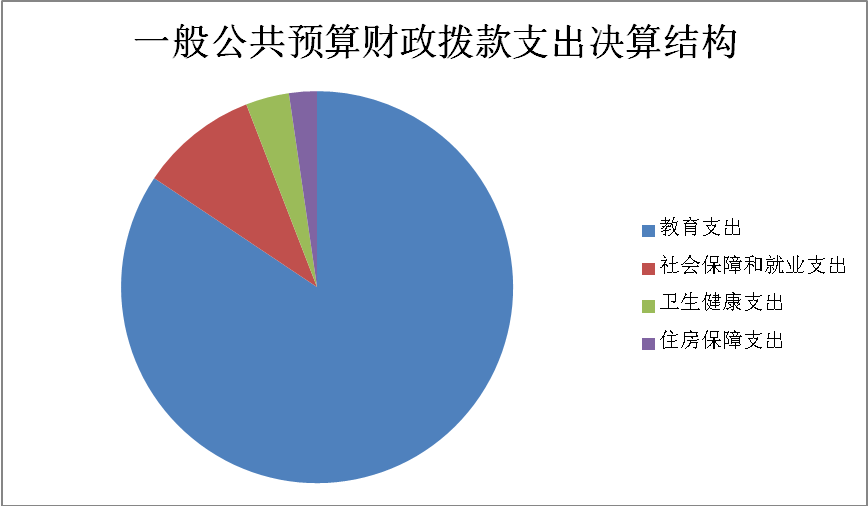 一般公共预算财政拨款支出决算结构
教育支出
社会保障和就业支出
卫生健康支出
住房保障支出